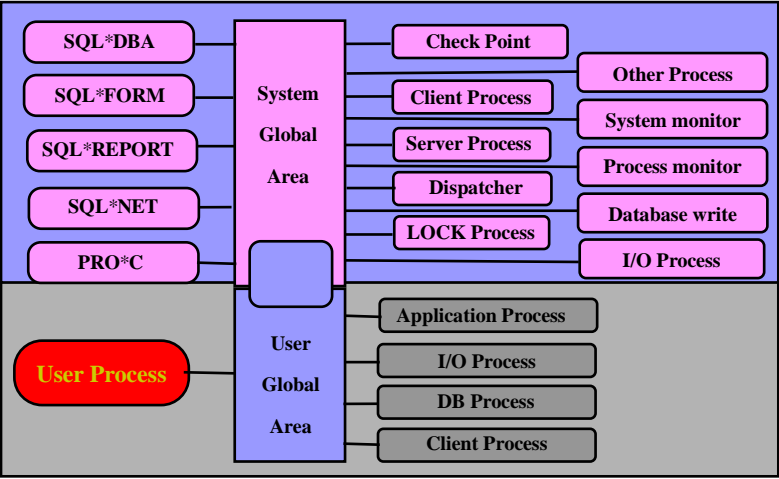 SQL*DBA
SQL*FORM
SQL*REPORT
SQL*NET
PRO*C
System
Global
Area
Check Point
Client Process
Server Process
Dispatcher
LOCK Process
Other Process
System monitor
Process monitor
Database write
I/O Process
User Process
User
Global
Area
Application Process
I/O Process
DB Process
Client Process